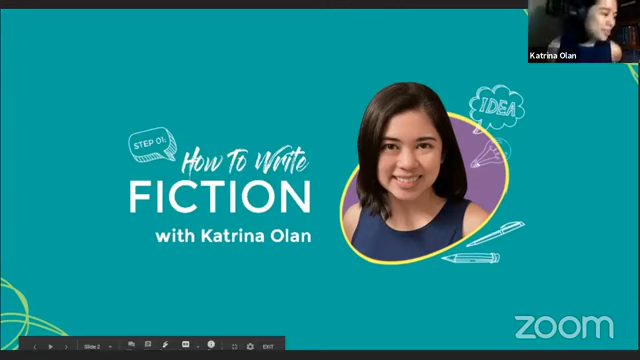 Katrina Olan
IDEA
STEP 01:
How To Write
FICTION
with Katrina Olan
zoom
Slide 2
EXIT